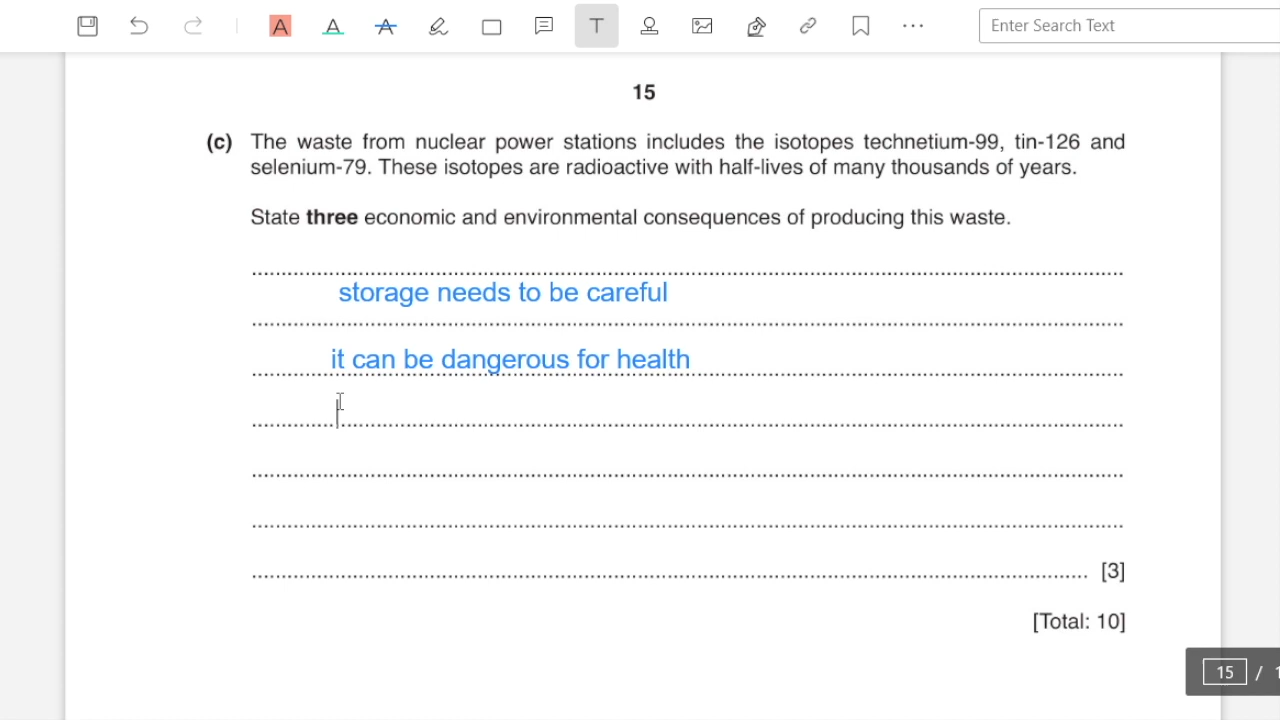 A A A T ...
Enter Search Text
15
(c) The waste from nuclear power stations includes the isotopes technetium-99, tin-126 and
selenium-79. These isotopes are radioactive with half-lives of many thousands of years.
State three economic and environmental consequences of producing this waste.
storage needs to be careful
it can be dangerous for health
[3]
[Total: 10]
15 / 1